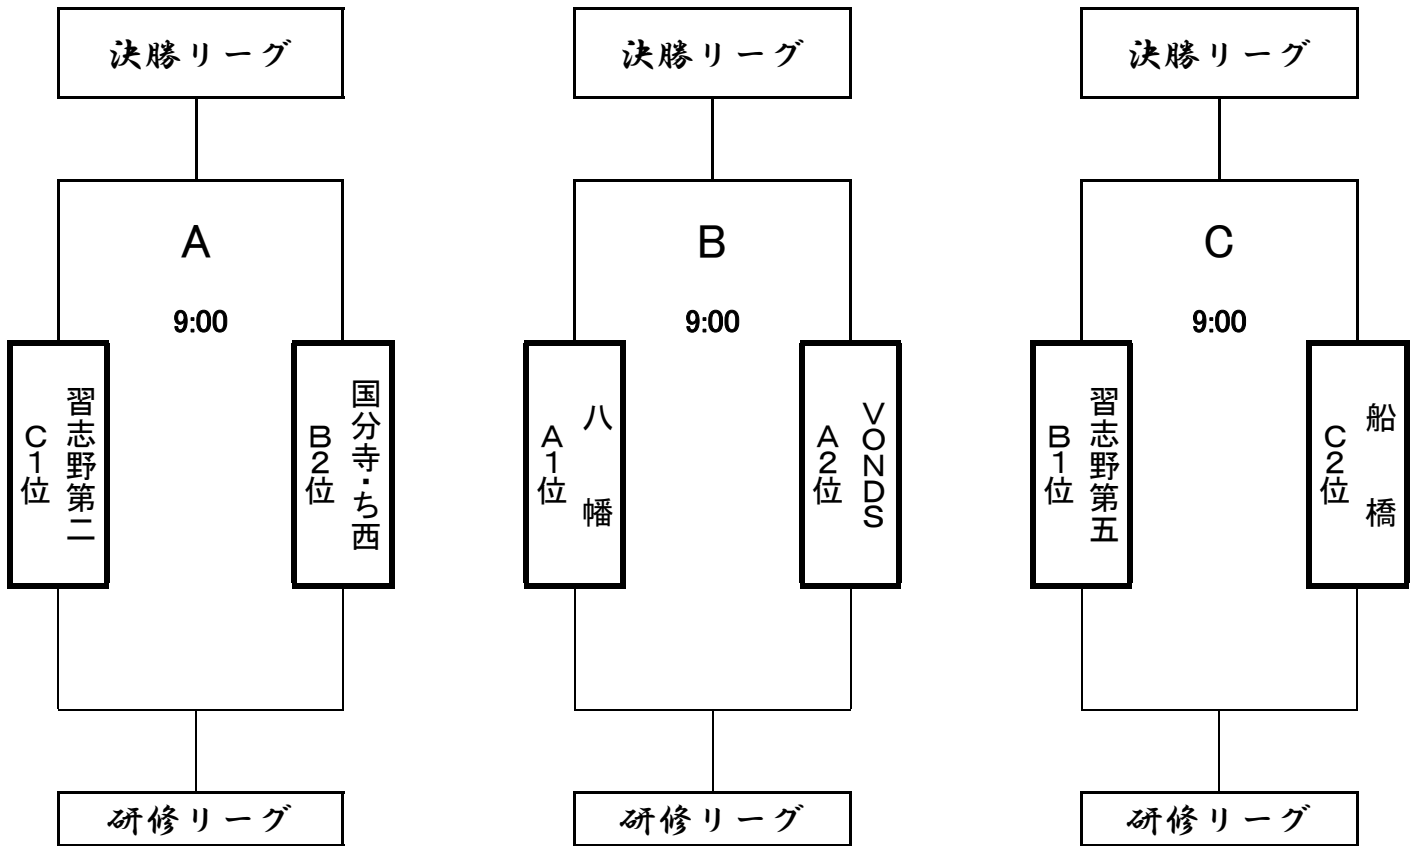 決勝リーグ
決勝リーグ
決勝リーグ
A
B
C
9:00
9:00
9:00
習志野第二
C1位
国分寺・ち西
B2位
八幡
A1位
VONDS
A2位
習志野第五
B1位
船橋
C2位
研修リーグ
研修リーグ
研修リーグ